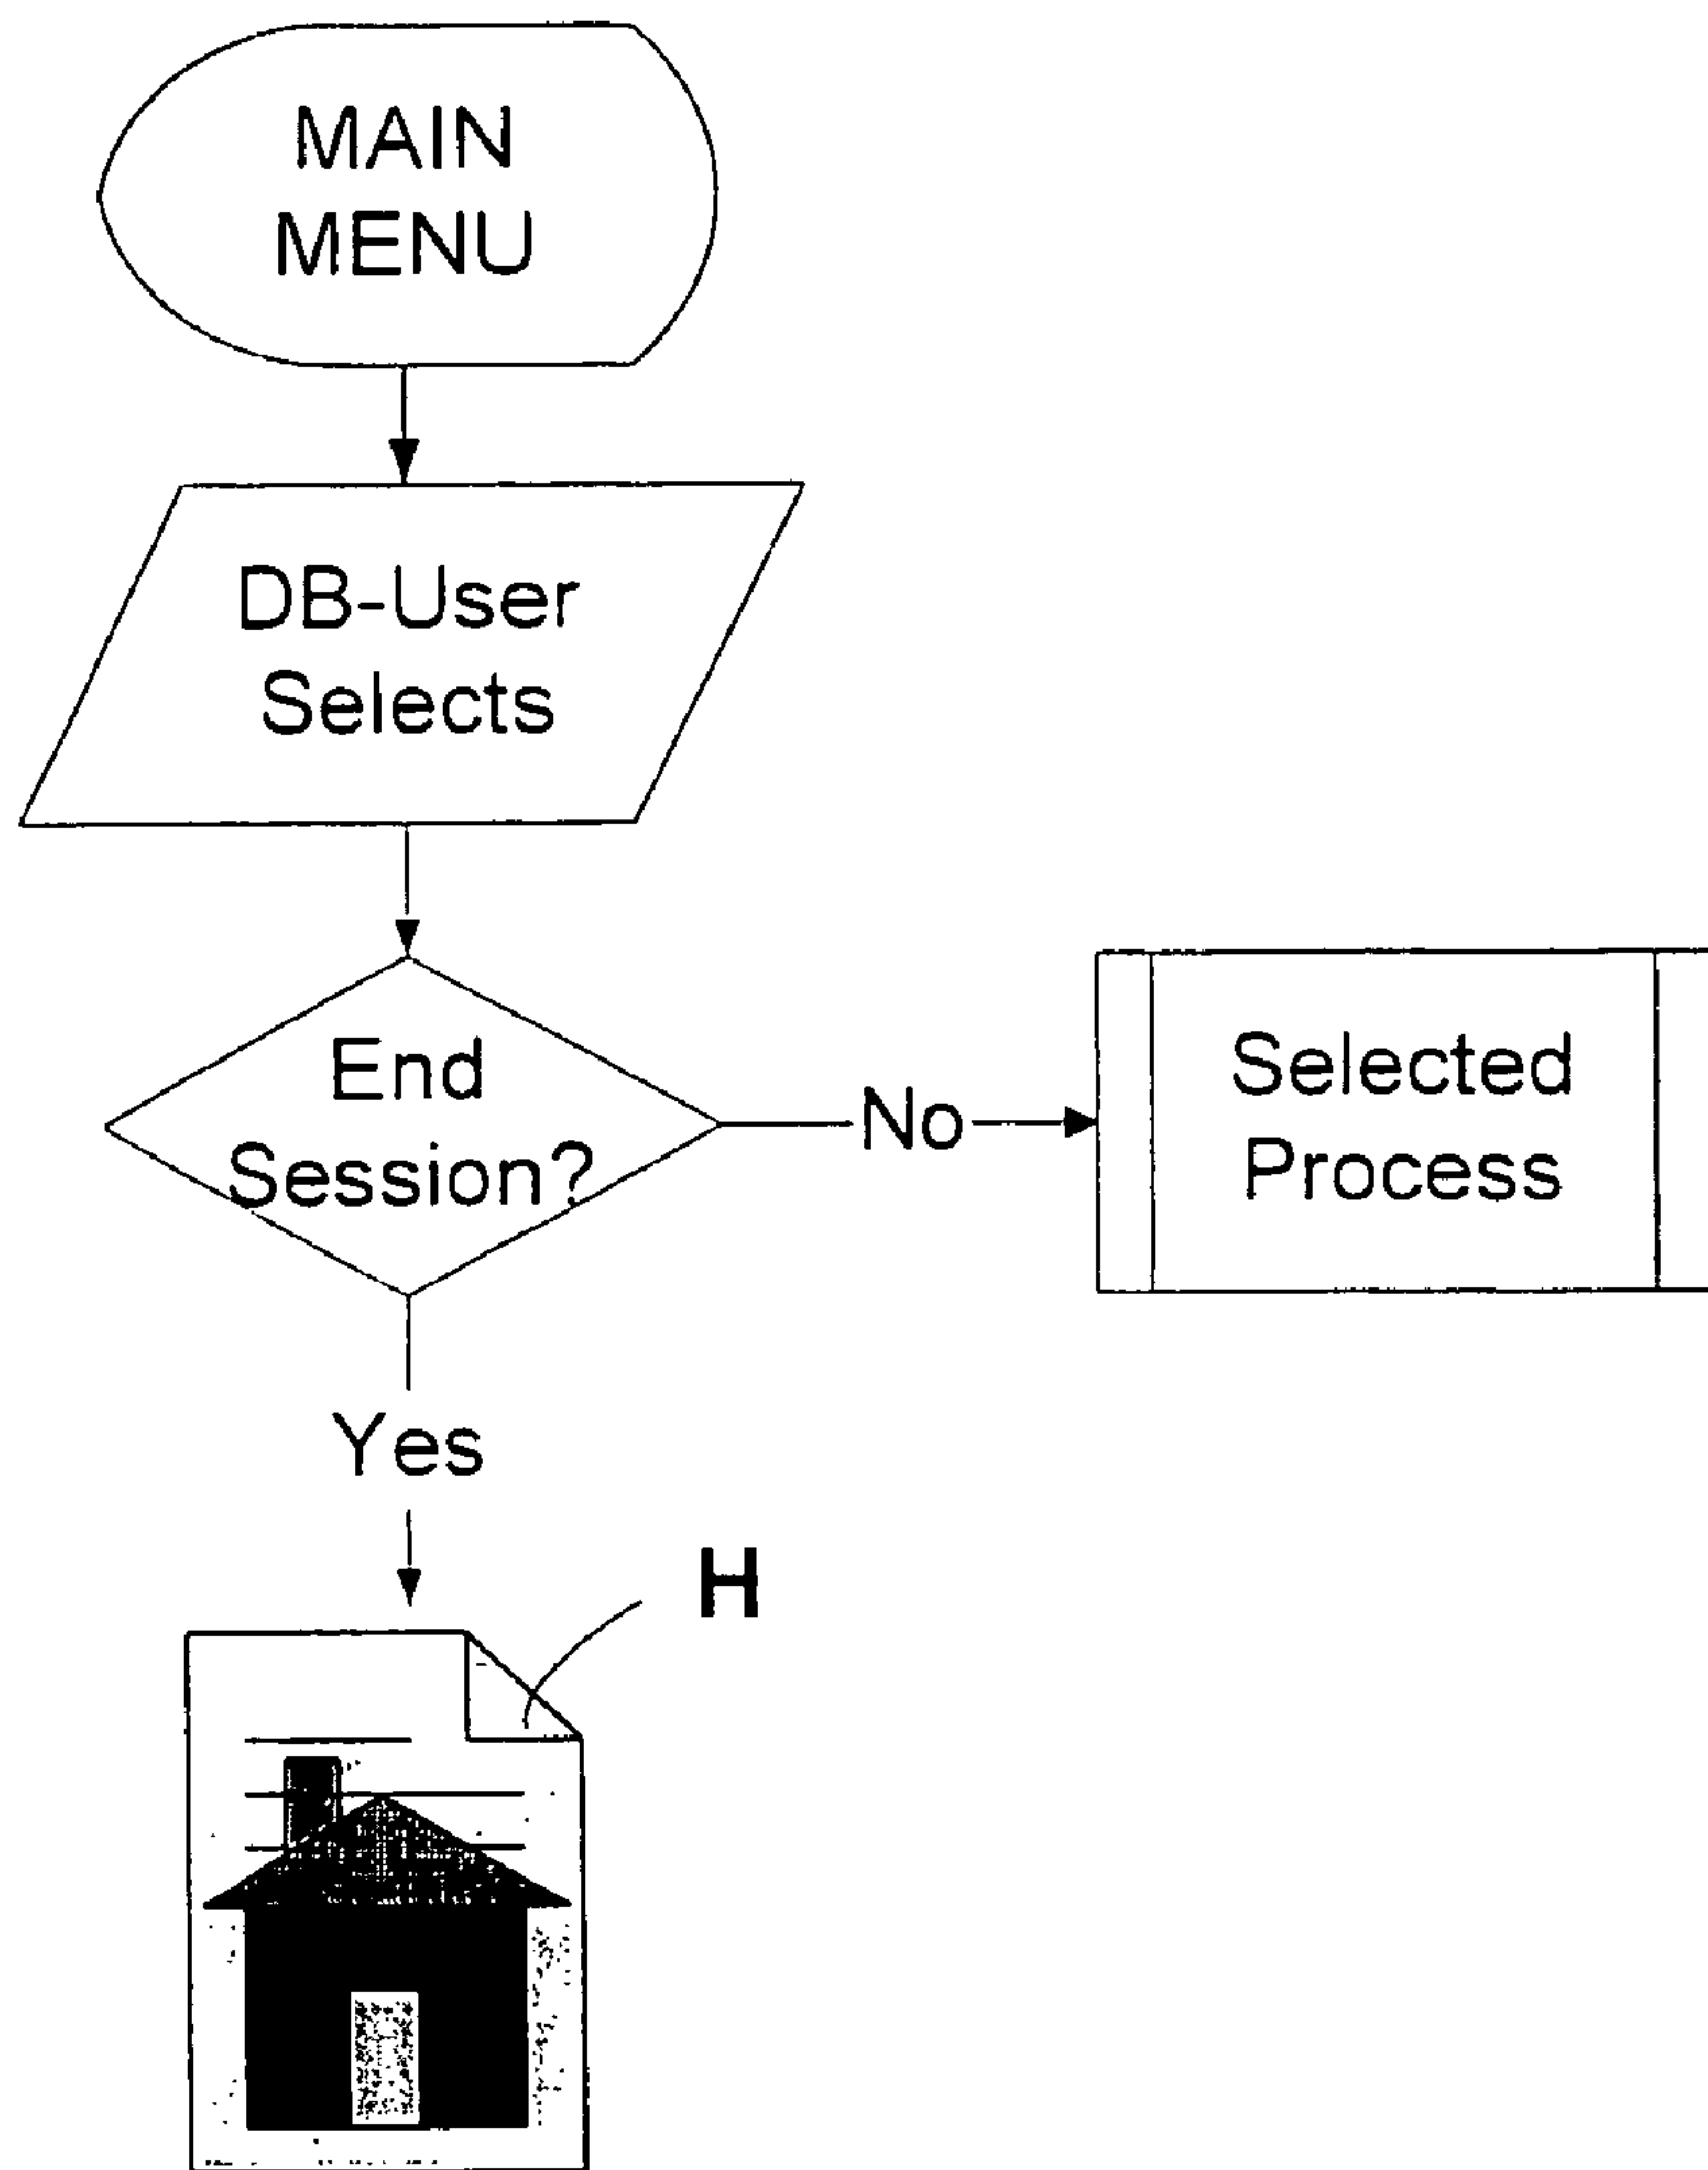 MAIN
MENU
DB-User
Selects
End
Session?
No
Selected
Process
Yes
H